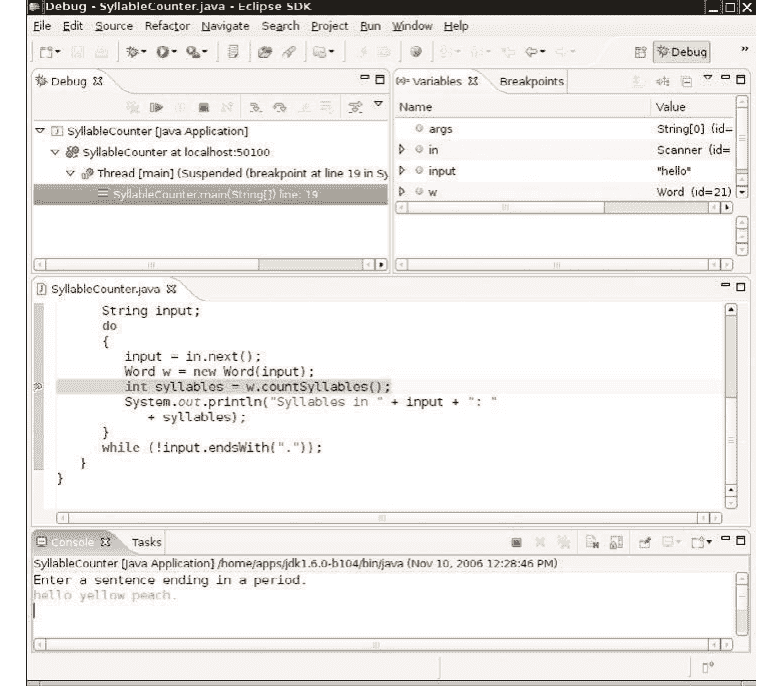 Debug - SyllableCounter.java - Eclipse SDK
File Edit Source Refactor Navigate Search Project Run Window Help
Debug »
Debug
SyllableCounter [Java Application]
SyllableCounter at localhost:50100
Thread [main] (Suspended (breakpoint at line 19 in Sy
SyllableCounter.main(String[]) line: 19
(x)= Variables Breakpoints
Name Value
args String[0] (id=
in Scanner (id=
input "hello"
w Word (id=21)
SyllableCounter.java
String input;
do
{
input = in.next();
Word w = new Word(input);
int syllables = w.countSyllables();
System.out.println("Syllables in " + input + ": "
+ syllables);
}
while (!input.endsWith("."));
}
}
Console Tasks
SyllableCounter [Java Application] /home/apps/jdk1.6.0-b104/bin/java (Nov 10, 2006 12:28:46 PM)
Enter a sentence ending in a period.
hello yellow peach.